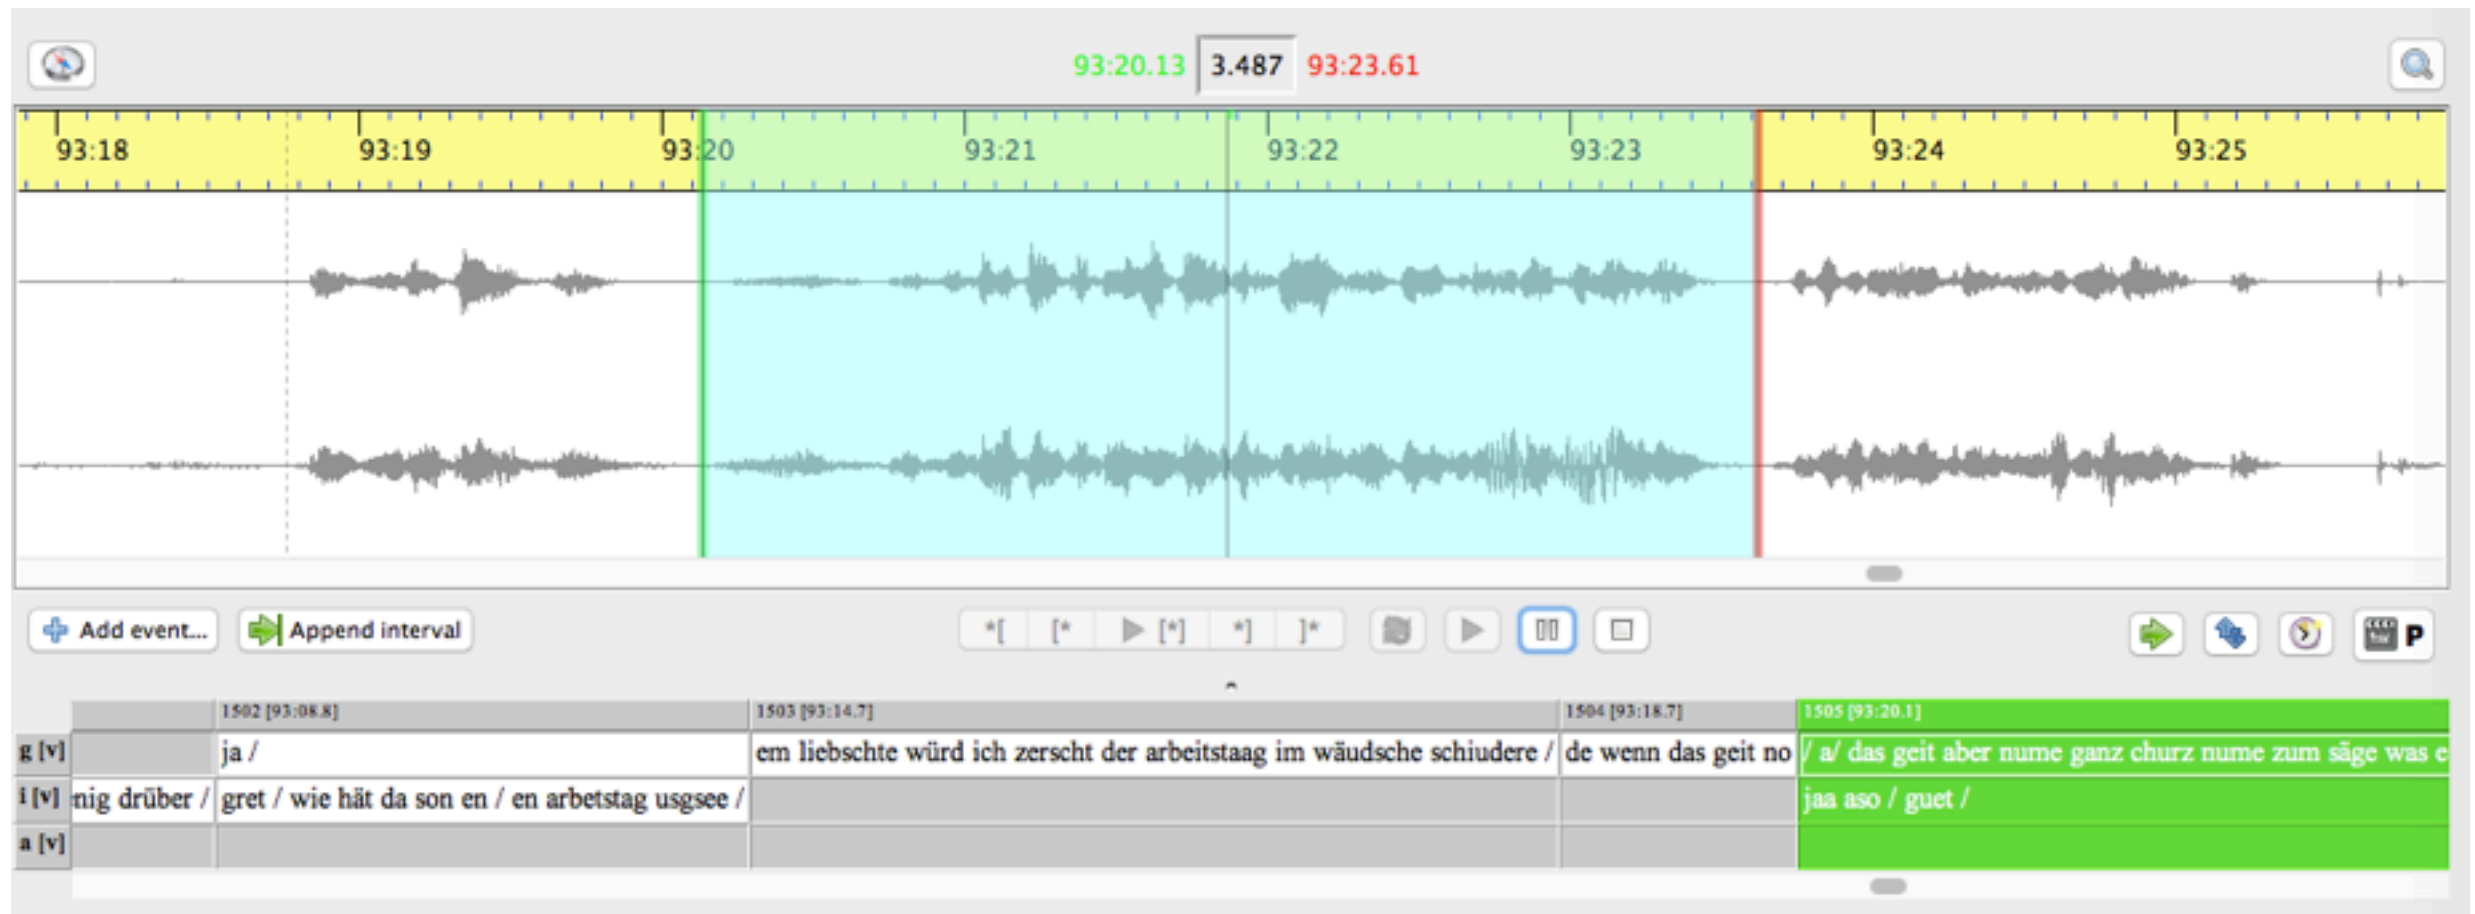 93:20.13 3.487 93:23.61
93:18 93:19 93:20 93:21 93:22 93:23 93:24 93:25
Add event... Append interval *[ [* [*] *] ]* P
1502 [93:08.8] 1503 [93:14.7] 1504 [93:18.7] 1505 [93:20.1]
g [v] ja / em liebschte würd ich zerscht der arbeitstaag im wäudsche schiudere / de wenn das geit no / a/ das geit aber nume ganz churz nume zum säge was e
i [v] nig drüber / gret / wie hät da son en / en arbetstag usgsee / jaa aso / guet /
a [v]